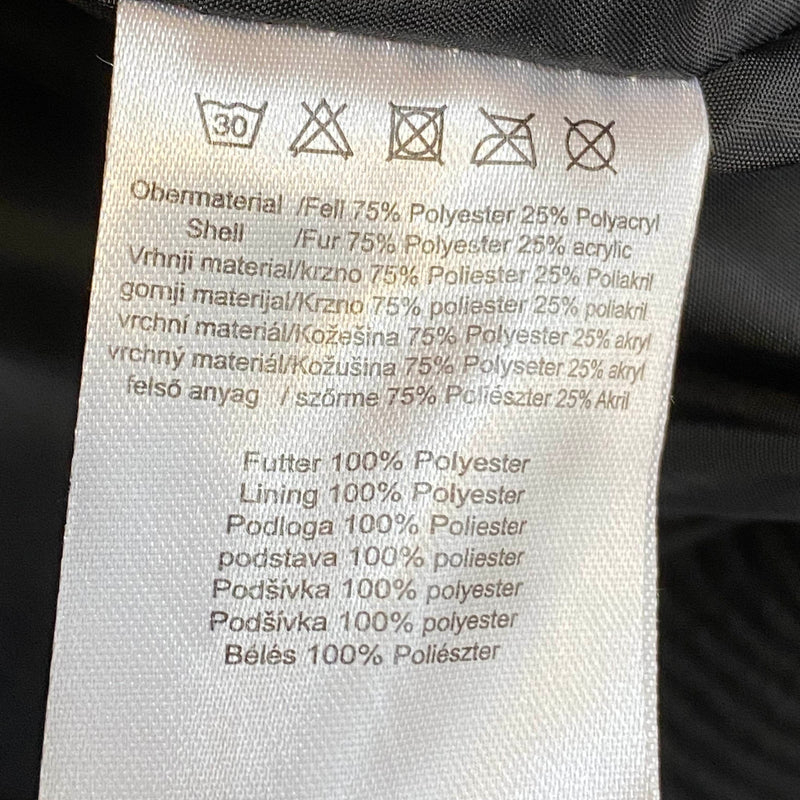 30
Obermaterial /Fell 75% Polyester 25% Polyacryl
Shell /Fur 75% Polyester 25% acrylic
Vrhnji material/krzno 75% Poliester 25% Poliakril
gornji materijal/Krzno 75% poliester 25% poliakril
vrchní materiál/Kožešina 75% Polyester 25% akryl
vrchný materiál/Kožušina 75% Polyseter 25% akryl
felső anyag / szőrme 75% Poliészter 25% Akril
Futter 100% Polyester
Lining 100% Polyester
Podloga 100% Poliester
podstava 100% poliester
Podšívka 100% polyester
Podšívka 100% polyester
Bélés 100% Poliészter